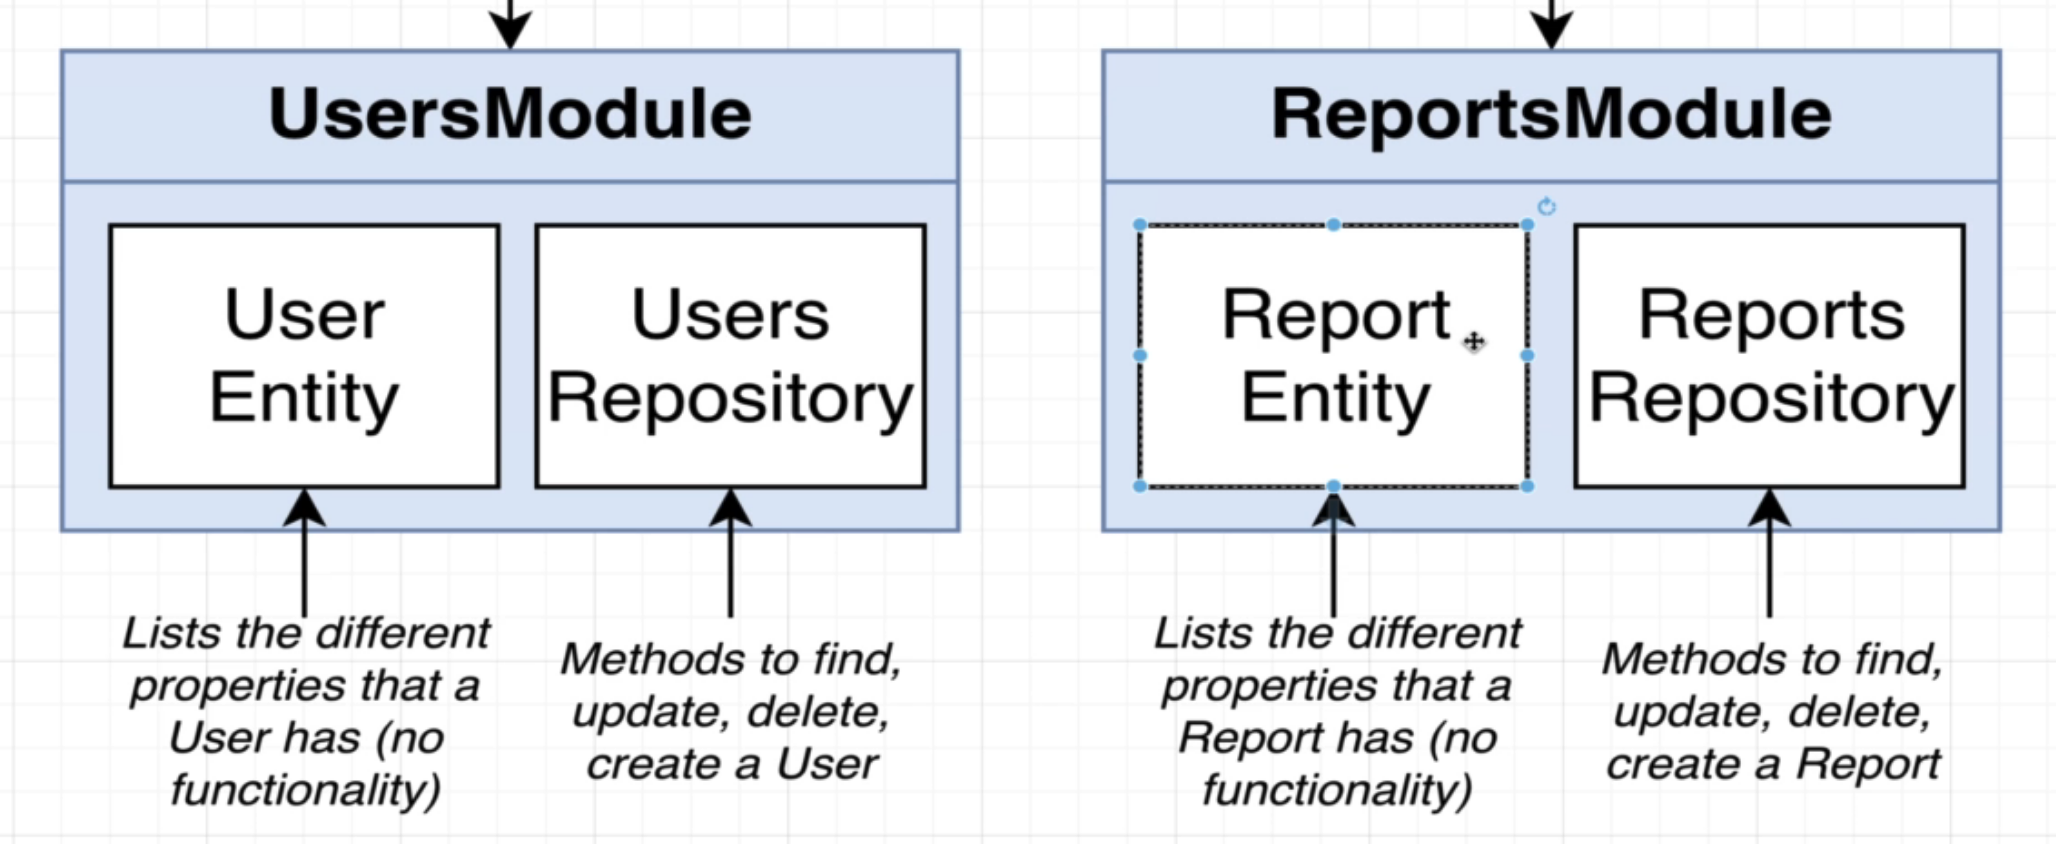 UsersModule
User
Entity
Users
Repository
Lists the different
properties that a
User has (no
functionality)
Methods to find,
update, delete,
create a User
ReportsModule
Report
Entity
Reports
Repository
Lists the different
properties that a
Report has (no
functionality)
Methods to find,
update, delete,
create a Report